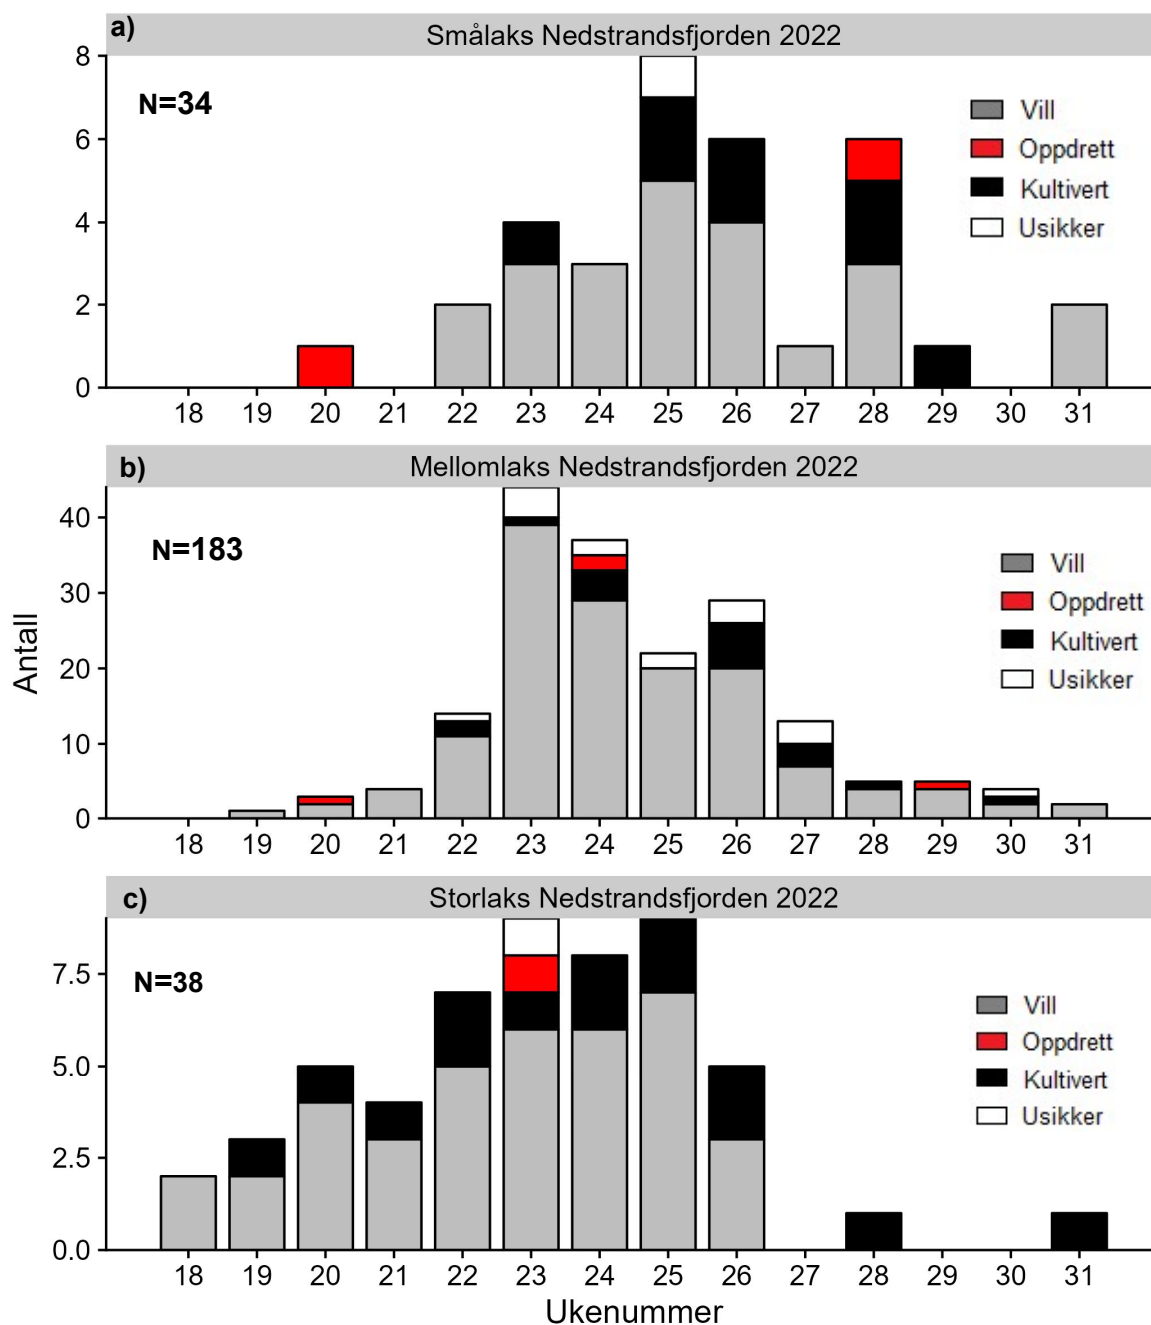 a)
Smålaks Nedstrandsfjorden 2022
8
6
4
2
0
N=34
Vill
Oppdrett
Kultivert
Usikker
18 19 20 21 22 23 24 25 26 27 28 29 30 31
b)
Mellomlaks Nedstrandsfjorden 2022
40
30
20
10
0
N=183
Vill
Oppdrett
Kultivert
Usikker
18 19 20 21 22 23 24 25 26 27 28 29 30 31
Antall
c)
Storlaks Nedstrandsfjorden 2022
7.5
5.0
2.5
0.0
N=38
Vill
Oppdrett
Kultivert
Usikker
18 19 20 21 22 23 24 25 26 27 28 29 30 31
Ukenummer